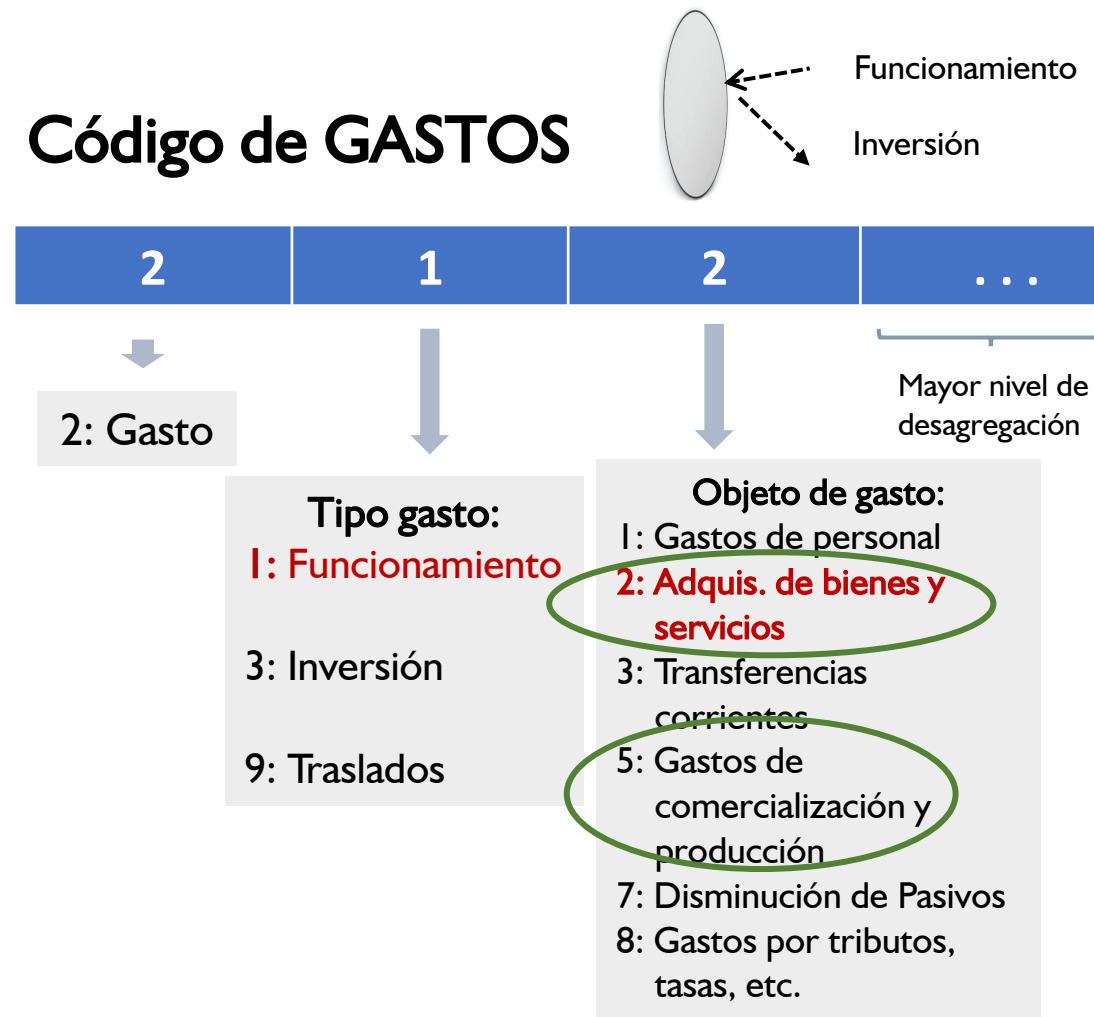 Funcionamiento
Código de GASTOS
Inversión
2 1 2 . . .
2: Gasto
Mayor nivel de
desagregación
Tipo gasto:
1: Funcionamiento
3: Inversión
9: Traslados
Objeto de gasto:
1: Gastos de personal
2: Adquis. de bienes y
servicios
3: Transferencias
corrientes
5: Gastos de
comercialización y
producción
7: Disminución de Pasivos
8: Gastos por tributos,
tasas, etc.